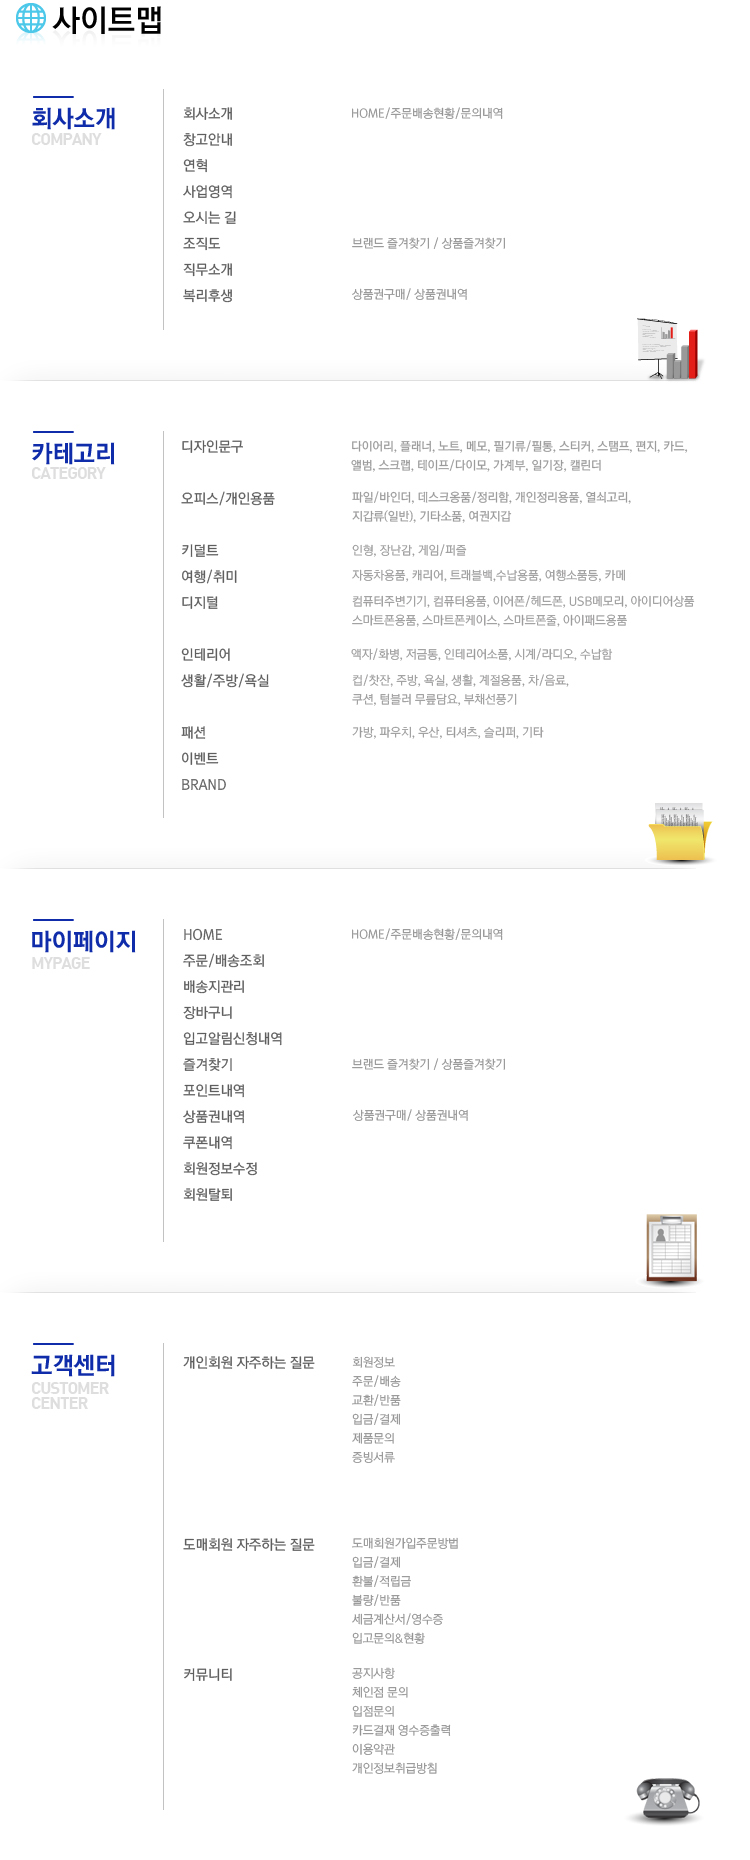 사이트맵
회사소개
COMPANY
회사소개 HOME/주문배송현황/문의내역
창고안내
연혁
사업영역
오시는 길
조직도 브랜드 즐겨찾기 / 상품즐겨찾기
직무소개
복리후생 상품권구매/ 상품권내역
카테고리
CATEGORY
디자인문구 다이어리, 플래너, 노트, 메모, 필기류/필통, 스티커, 스탬프, 편지, 카드,
앨범, 스크랩, 테이프/다이모, 가계부, 일기장, 캘린더
오피스/개인용품 파일/바인더, 데스크옹품/정리함, 개인정리용품, 열쇠고리,
지갑류(일반), 기타소품, 여권지갑
키덜트 인형, 장난감, 게임/퍼즐
여행/취미 자동차용품, 캐리어, 트래블백,수납용품, 여행소품등, 카메
디지털 컴퓨터주변기기, 컴퓨터용품, 이어폰/헤드폰, USB메모리, 아이디어상품
스마트폰용품, 스마트폰케이스, 스마트폰줄, 아이패드용품
인테리어 액자/화병, 저금통, 인테리어소품, 시계/라디오, 수납함
생활/주방/욕실 컵/찻잔, 주방, 욕실, 생활, 계절용품, 차/음료,
쿠션, 텀블러 무릎담요, 부채선풍기
패션 가방, 파우치, 우산, 티셔츠, 슬리퍼, 기타
이벤트
BRAND
마이페이지
MYPAGE
HOME HOME/주문배송현황/문의내역
주문/배송조회
배송지관리
장바구니
입고알림신청내역
즐겨찾기 브랜드 즐겨찾기 / 상품즐겨찾기
포인트내역
상품권내역 상품권구매/ 상품권내역
쿠폰내역
회원정보수정
회원탈퇴
고객센터
CUSTOMER
CENTER
개인회원 자주하는 질문 회원정보
주문/배송
교환/반품
입금/결제
제품문의
증빙서류
도매회원 자주하는 질문 도매회원가입주문방법
입금/결제
환불/적립금
불량/반품
세금계산서/영수증
입고문의&현황
커뮤니티 공지사항
체인점 문의
입점문의
카드결재 영수증출력
이용약관
개인정보취급방침